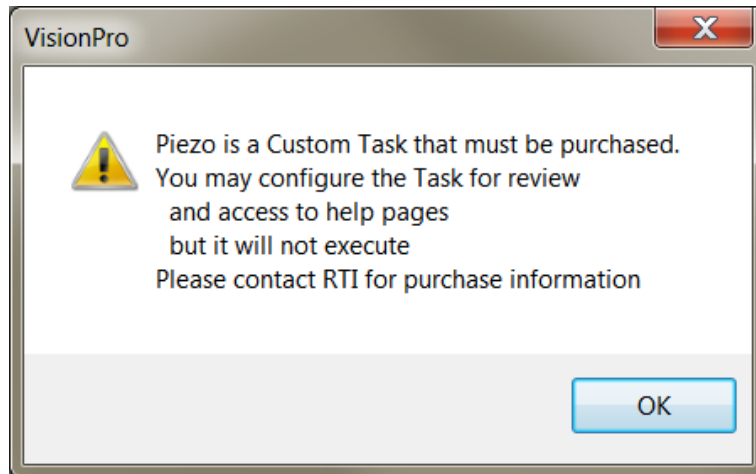 VisionPro
Piezo is a Custom Task that must be purchased.
You may configure the Task for review
and access to help pages
but it will not execute
Please contact RTI for purchase information
OK